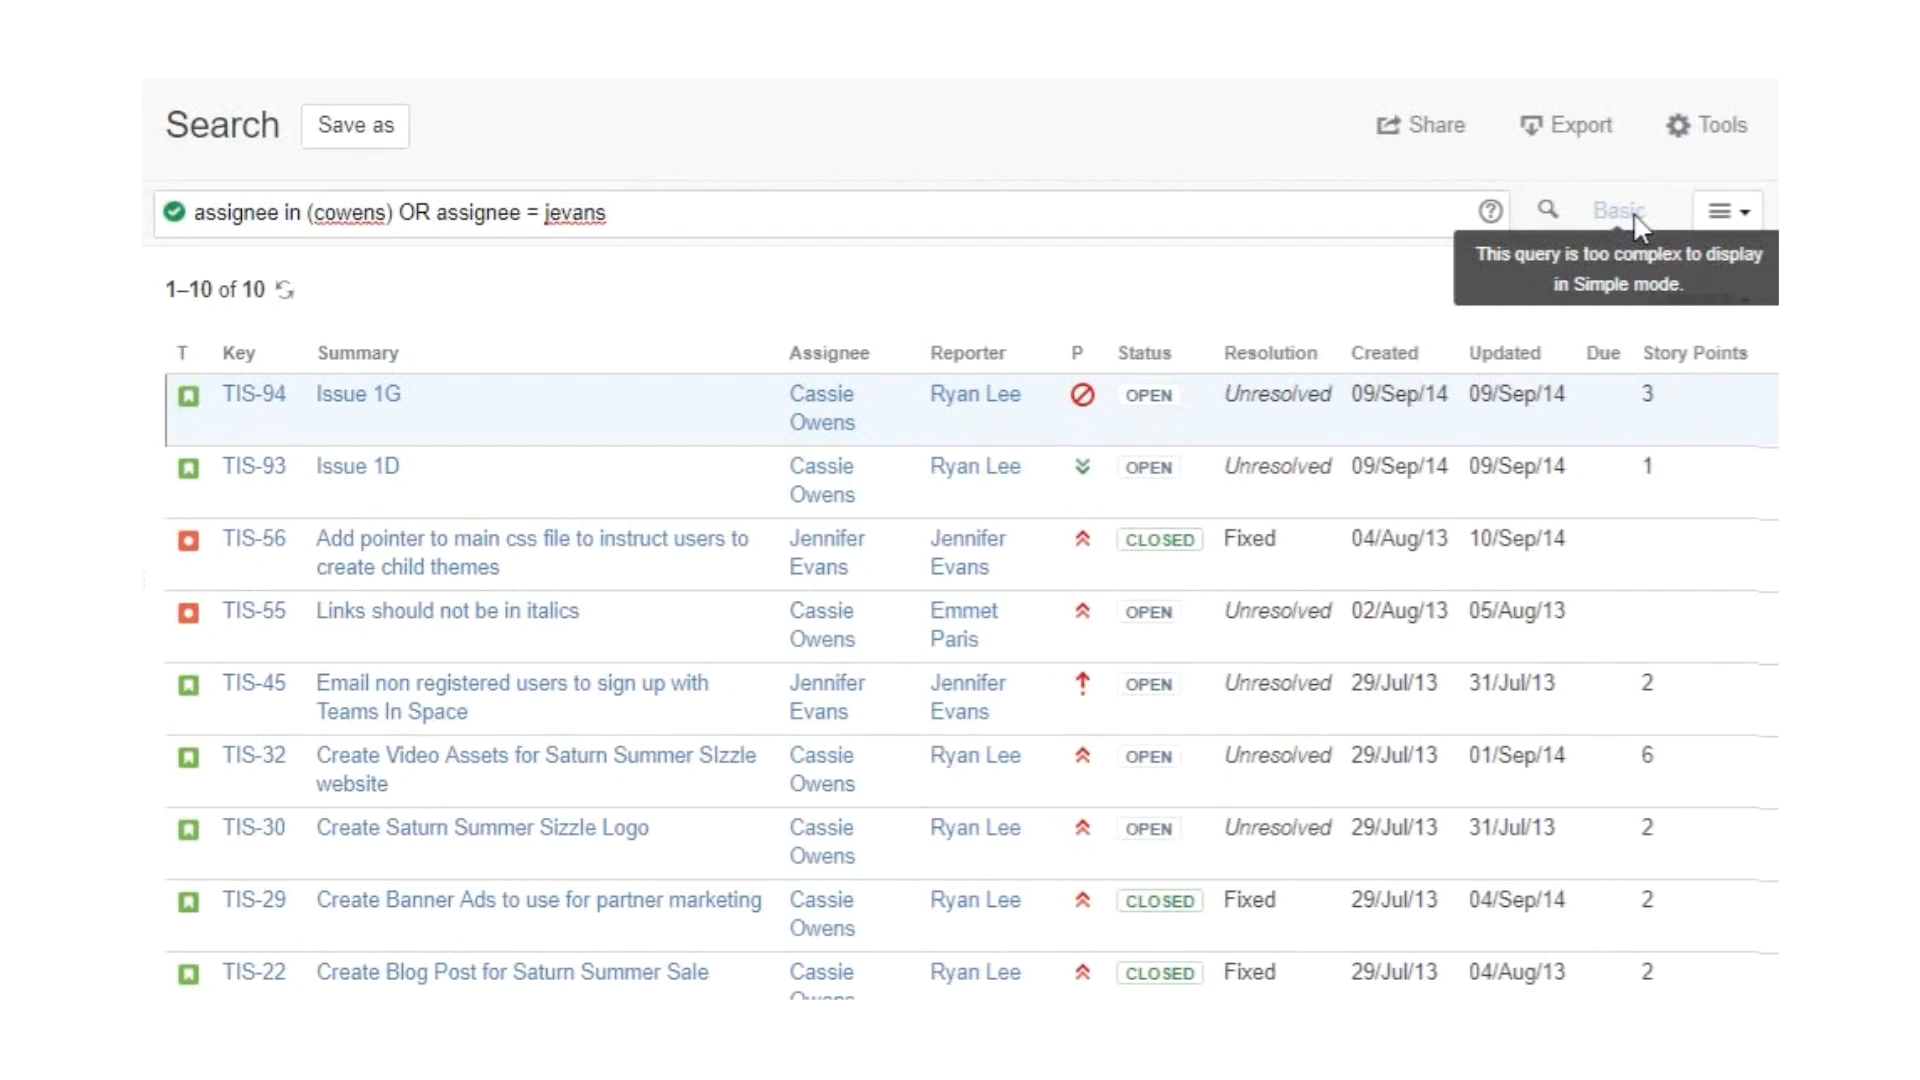 Search Save as Share Export Tools
assignee in (cowens) OR assignee = jevans Basic
This query is too complex to display
in Simple mode.
1–10 of 10
T Key Summary Assignee Reporter P Status Resolution Created Updated Due Story Points
TIS-94 Issue 1G Cassie Owens Ryan Lee OPEN Unresolved 09/Sep/14 09/Sep/14 3
TIS-93 Issue 1D Cassie Owens Ryan Lee OPEN Unresolved 09/Sep/14 09/Sep/14 1
TIS-56 Add pointer to main css file to instruct users to Jennifer Jennifer CLOSED Fixed 04/Aug/13 10/Sep/14
create child themes Evans Evans
TIS-55 Links should not be in italics Cassie Emmet OPEN Unresolved 02/Aug/13 05/Aug/13
Owens Paris
TIS-45 Email non registered users to sign up with Jennifer Jennifer OPEN Unresolved 29/Jul/13 31/Jul/13 2
Teams In Space Evans Evans
TIS-32 Create Video Assets for Saturn Summer SIzzle Cassie Ryan Lee OPEN Unresolved 29/Jul/13 01/Sep/14 6
website Owens
TIS-30 Create Saturn Summer Sizzle Logo Cassie Ryan Lee OPEN Unresolved 29/Jul/13 31/Jul/13 2
Owens
TIS-29 Create Banner Ads to use for partner marketing Cassie Ryan Lee CLOSED Fixed 29/Jul/13 04/Sep/14 2
Owens
TIS-22 Create Blog Post for Saturn Summer Sale Cassie Ryan Lee CLOSED Fixed 29/Jul/13 04/Aug/13 2